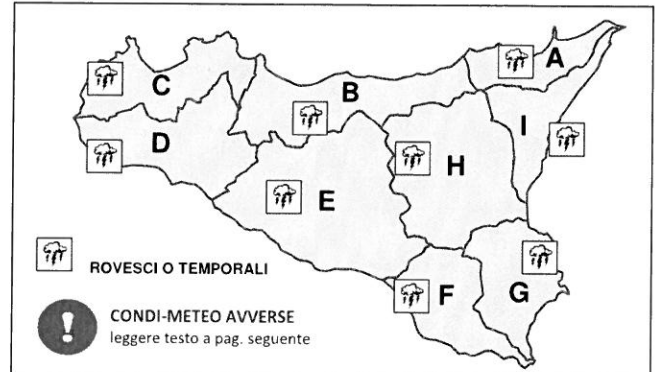 A
C
B
I
D
H
E
F
G
ROVESCI O TEMPORALI
CONDI-METEO AVVERSE
leggere testo a pag. seguente